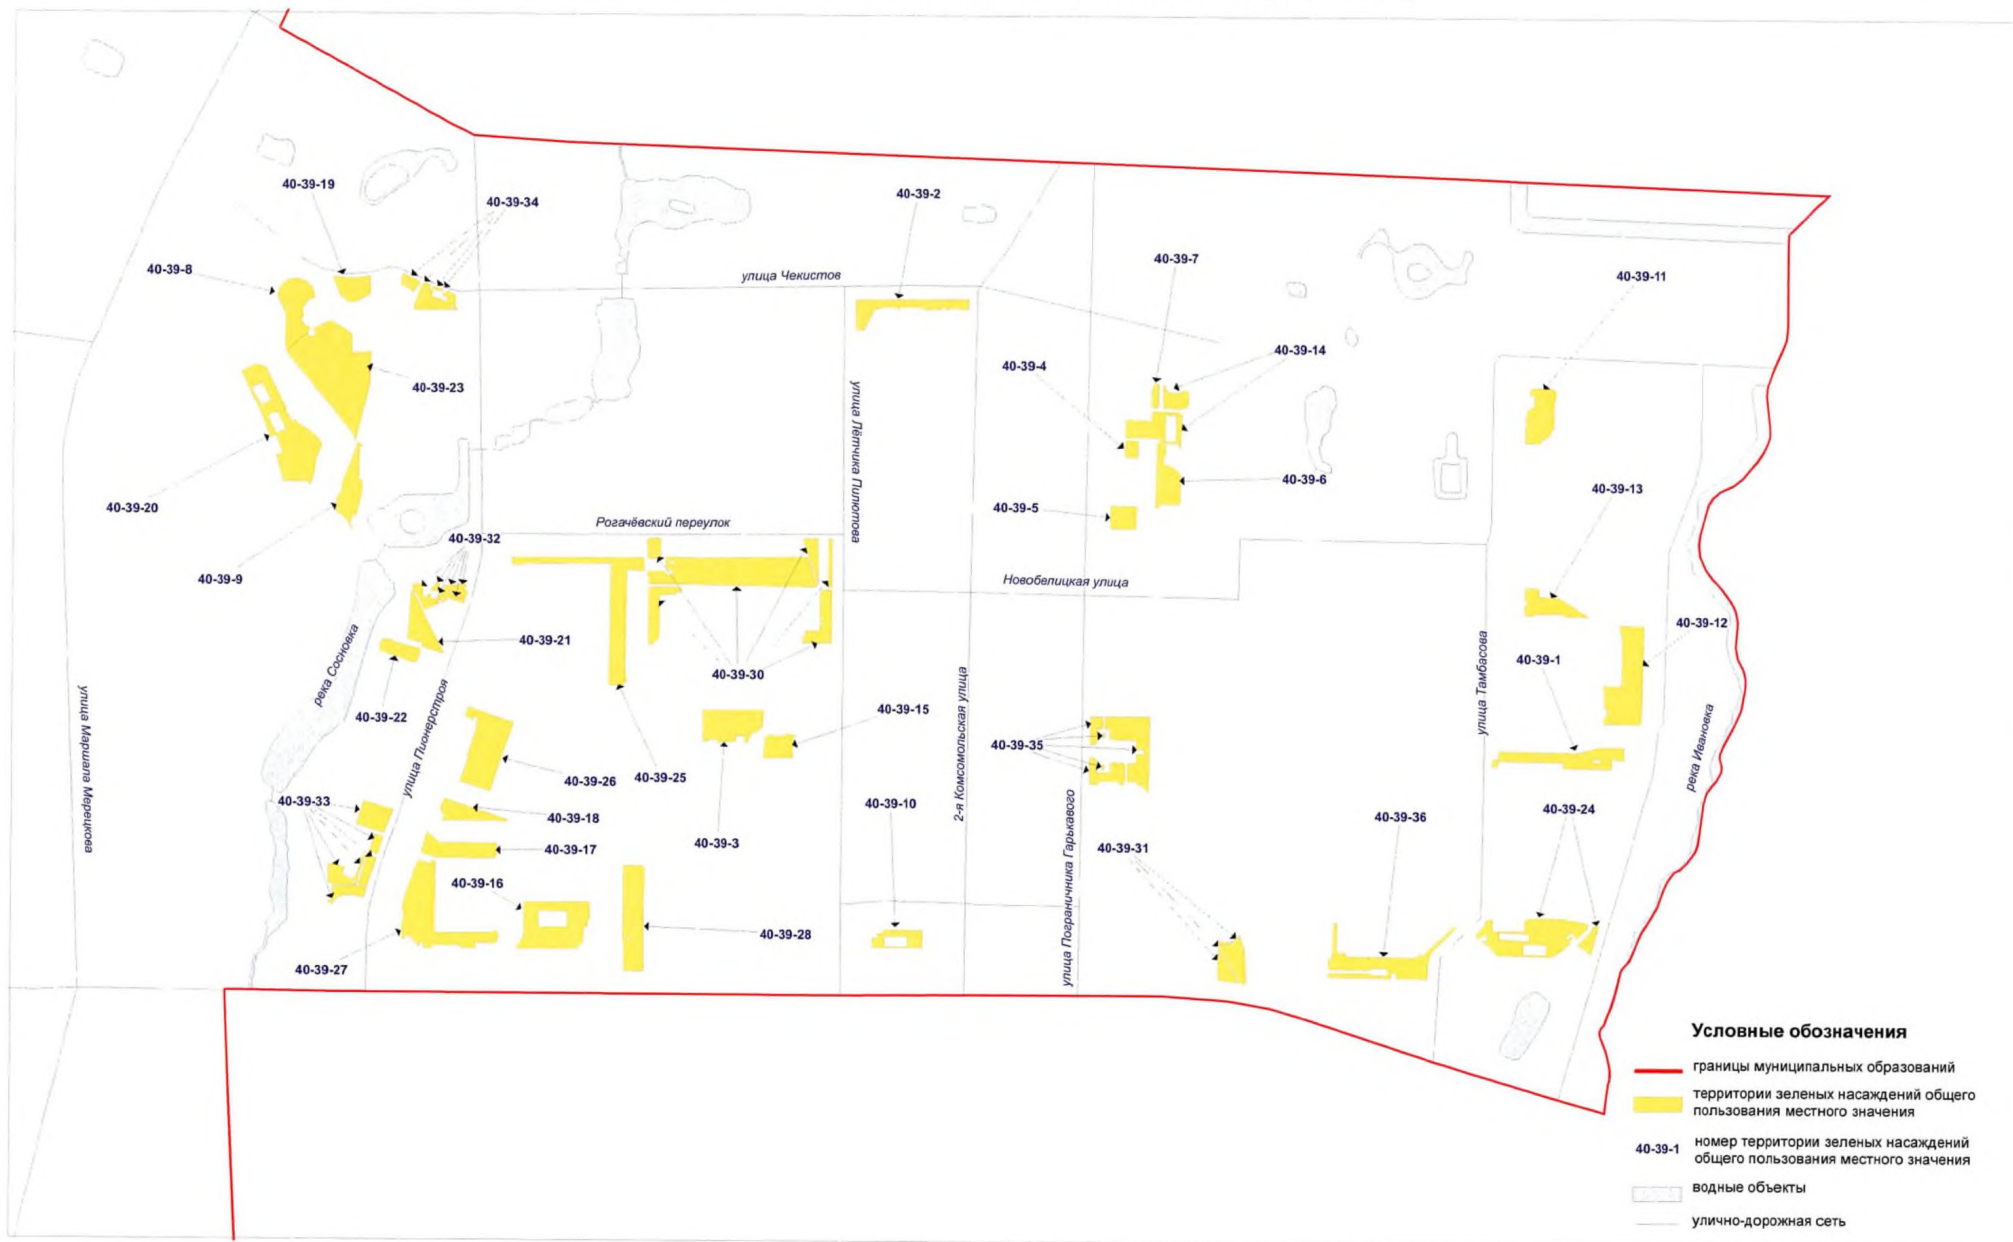 40-39-19
40-39-34
40-39-2
40-39-8
улица Чекистов
40-39-7
40-39-11
40-39-14
40-39-4
40-39-23
улица Лётчика Пилютова
40-39-20
40-39-6
40-39-13
40-39-5
Рогачёвский переулок
40-39-32
40-39-9
Новобелицкая улица
40-39-12
40-39-21
40-39-1
река Сосновка
40-39-30
улица Тамбасова
40-39-22
40-39-15
улица Маршала Мерецкова
улица Пионерстроя
2-я Комсомольская улица
40-39-35
река Ивановка
40-39-26
40-39-25
40-39-33
40-39-10
40-39-24
40-39-18
40-39-36
40-39-3
40-39-17
40-39-31
улица Пограничника Гарькавого
40-39-16
40-39-28
40-39-27
Условные обозначения
границы муниципальных образований
территории зеленых насаждений общего
пользования местного значения
40-39-1 номер территории зеленых насаждений
общего пользования местного значения
водные объекты
улично-дорожная сеть